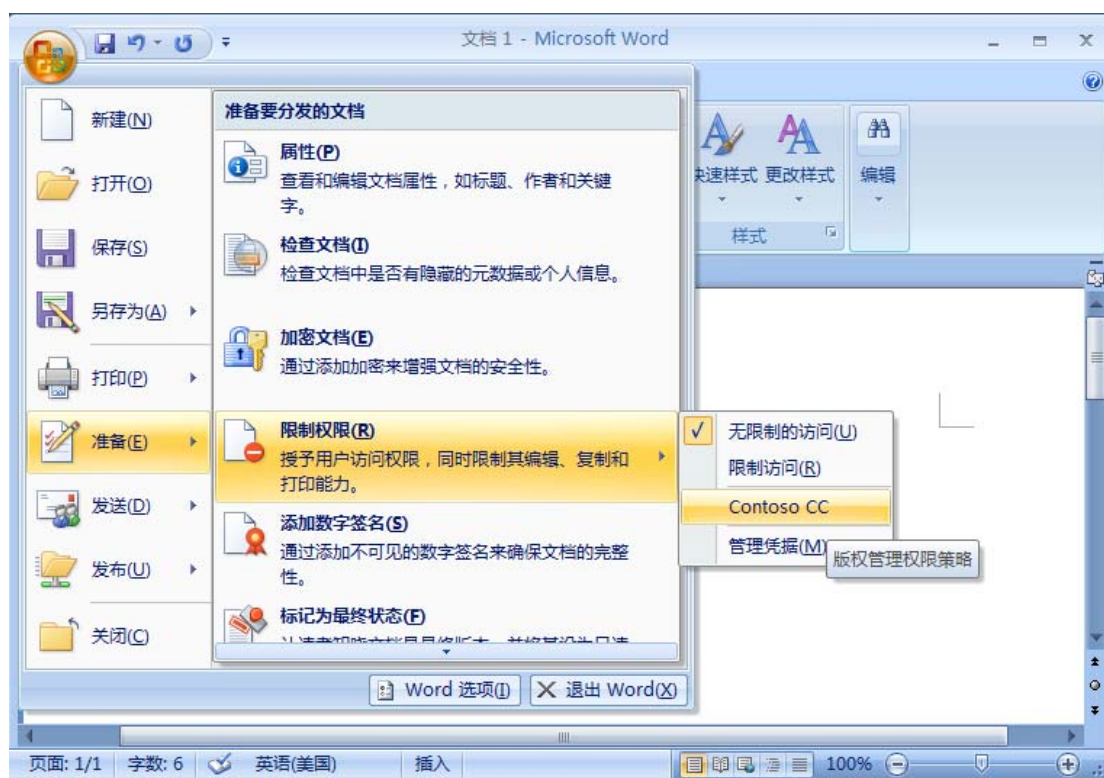 文档 1 - Microsoft Word
新建(N)
打开(O)
保存(S)
另存为(A)
打印(P)
准备(E)
发送(D)
发布(U)
关闭(C)
准备要分发的文档
属性(P)
查看和编辑文档属性，如标题、作者和关键
字。
检查文档(I)
检查文档中是否有隐藏的元数据或个人信息。
加密文档(E)
通过添加加密来增强文档的安全性。
限制权限(R)
授予用户访问权限，同时限制其编辑、复制和
打印能力。
添加数字签名(S)
通过添加不可见的数字签名来确保文档的完整
性。
标记为最终状态(F)
无限制的访问(U)
限制访问(R)
Contoso CC
管理凭据(M)
版权管理权限策略
快速样式 更改样式 编辑
样式
Word 选项(I) 退出 Word(X)
页面: 1/1 字数: 6 英语(美国) 插入 100%